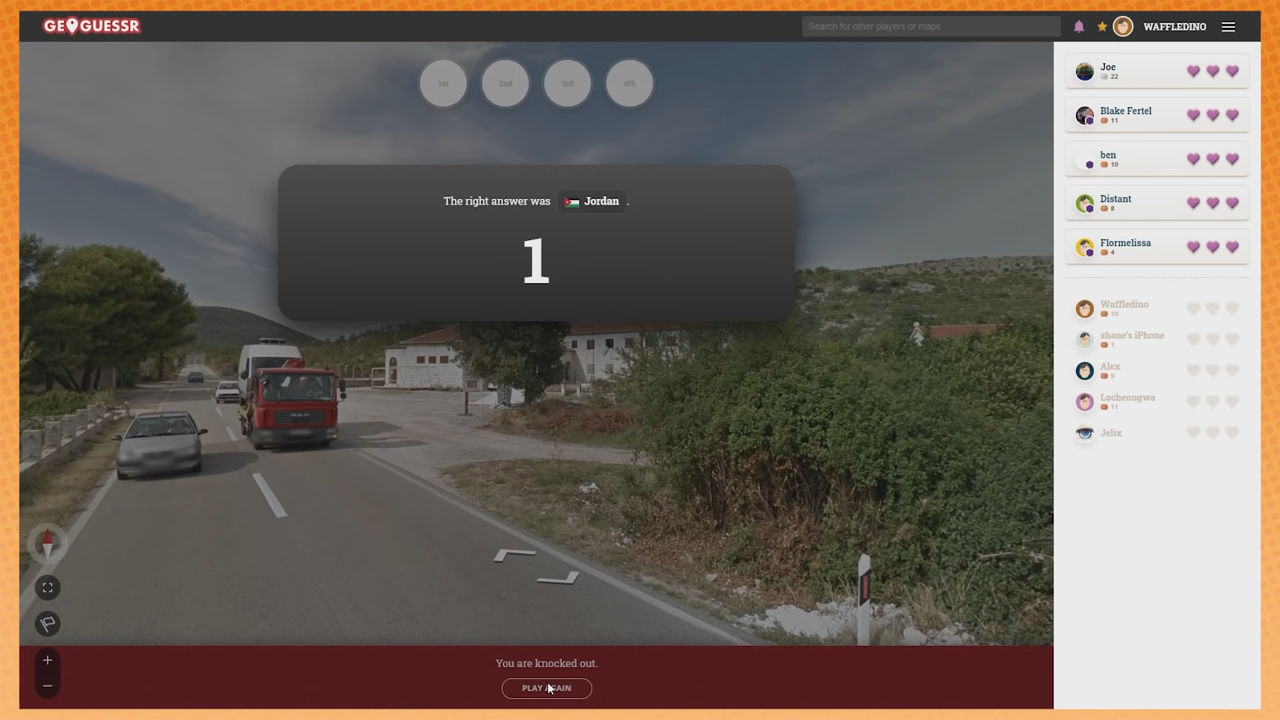 GEOGUESSR
Search for other players or maps
WAFFLEDINO
1st
2nd
3rd
4th
The right answer was Jordan .
1
Joe
22
Blake Fertel
11
ben
10
Distant
8
Flormelissa
4
Waffledino
shane's iPhone
1
Alex
Locheongwa
11
Jelix
You are knocked out.
PLAY AGAIN